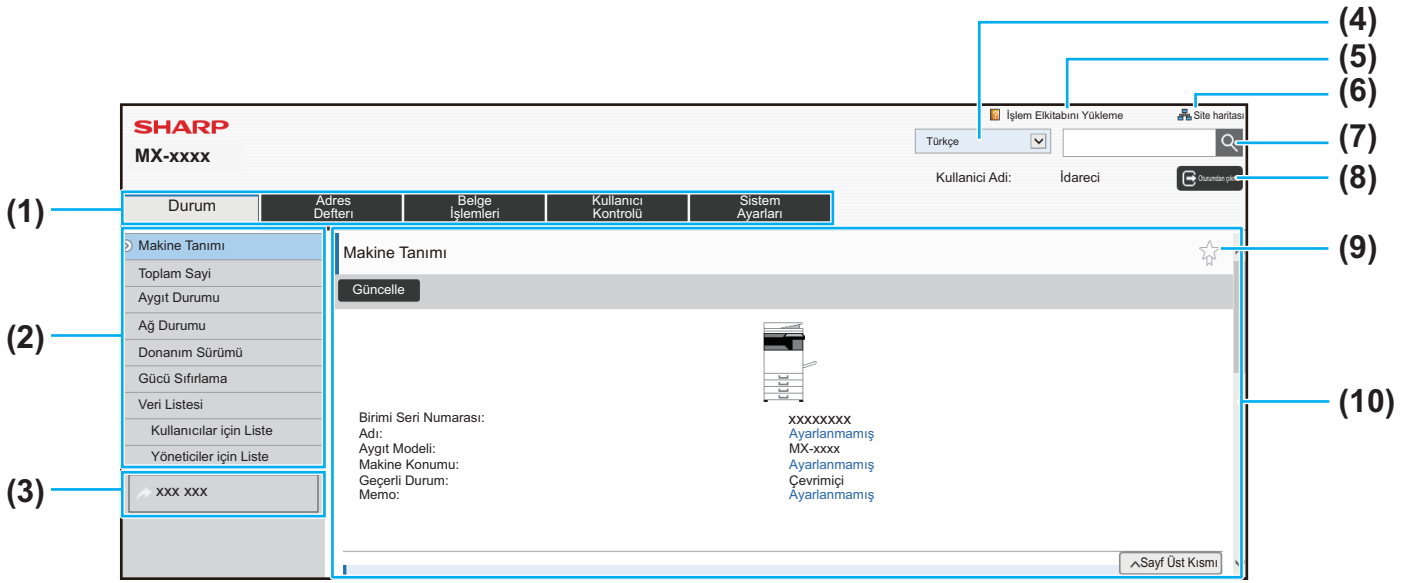 (4)
(5)
(6)
SHARP
İşlem Elkitabını Yükleme
Site haritası
MX-xxxx
Türkçe
(7)
Kullanici Adi:
İdareci
Oturumdan çıkış
(8)
(1)
Durum
Adres
Defteri
Belge
İşlemleri
Kullanıcı
Kontrolü
Sistem
Ayarları
(2)
Makine Tanımı
Toplam Sayi
Aygıt Durumu
Ağ Durumu
Donanım Sürümü
Gücü Sıfırlama
Veri Listesi
Kullanıcılar için Liste
Yöneticiler için Liste
(3)
xxx xxx
Makine Tanımı
(9)
Güncelle
Birimi Seri Numarası:
xxxxxxxx
Adı:
Ayarlanmamış
Aygıt Modeli:
MX-xxxx
Makine Konumu:
Ayarlanmamış
Geçerli Durum:
Çevrimiçi
Memo:
Ayarlanmamış
(10)
Sayf Üst Kısmı